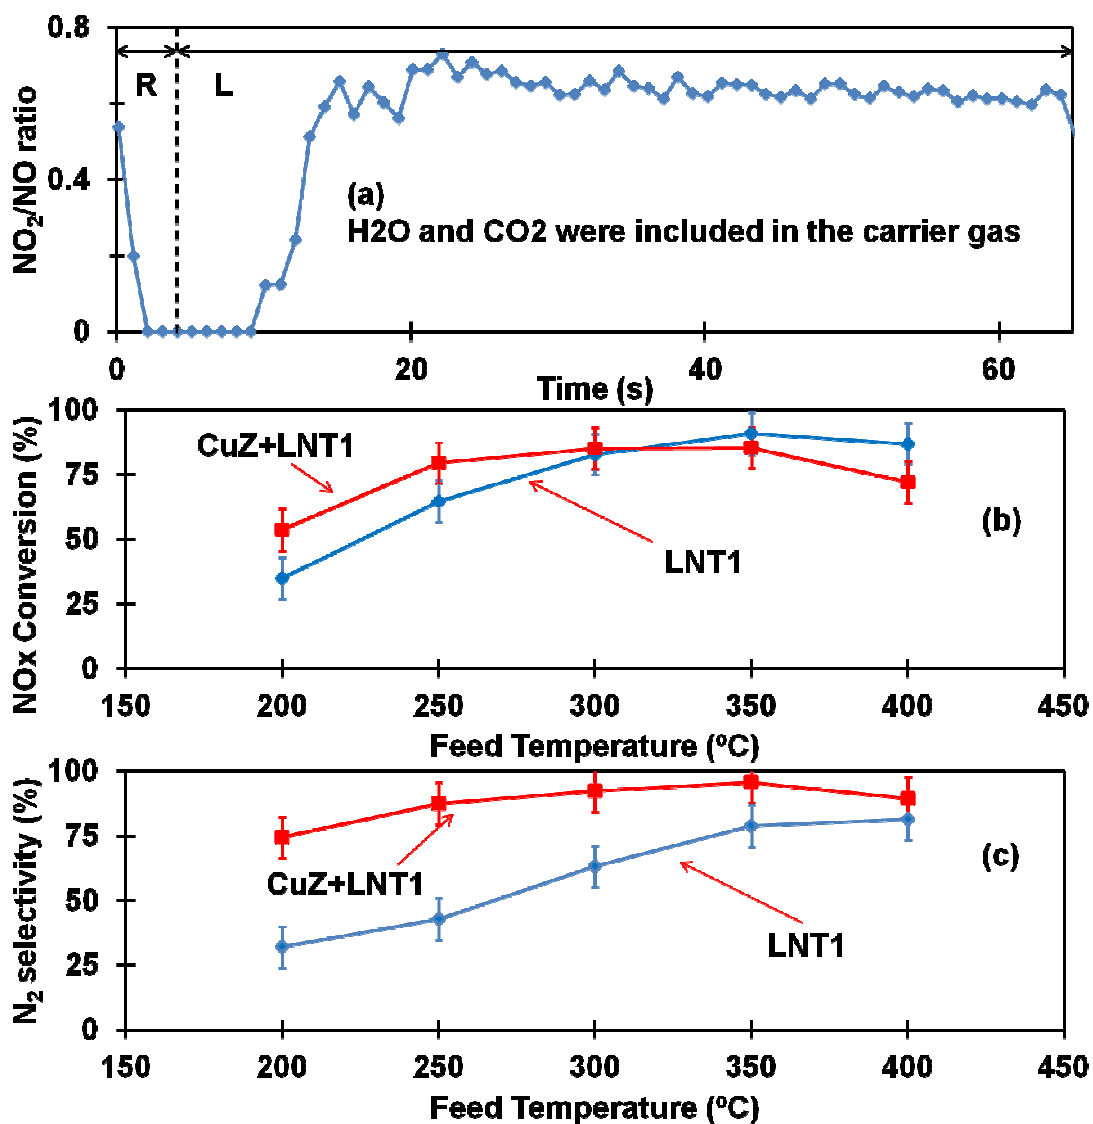 0.8
R L
NO₂/NO ratio
0.4
(a)
H2O and CO2 were included in the carrier gas
0
0 20 40 60
Time (s)
100
CuZ+LNT1
75
NOx Conversion (%)
(b)
50
LNT1
25
0
150 200 250 300 350 400 450
Feed Temperature (ºC)
100
75
N₂ selectivity (%)
(c)
CuZ+LNT1
50
LNT1
25
0
150 200 250 300 350 400 450
Feed Temperature (ºC)